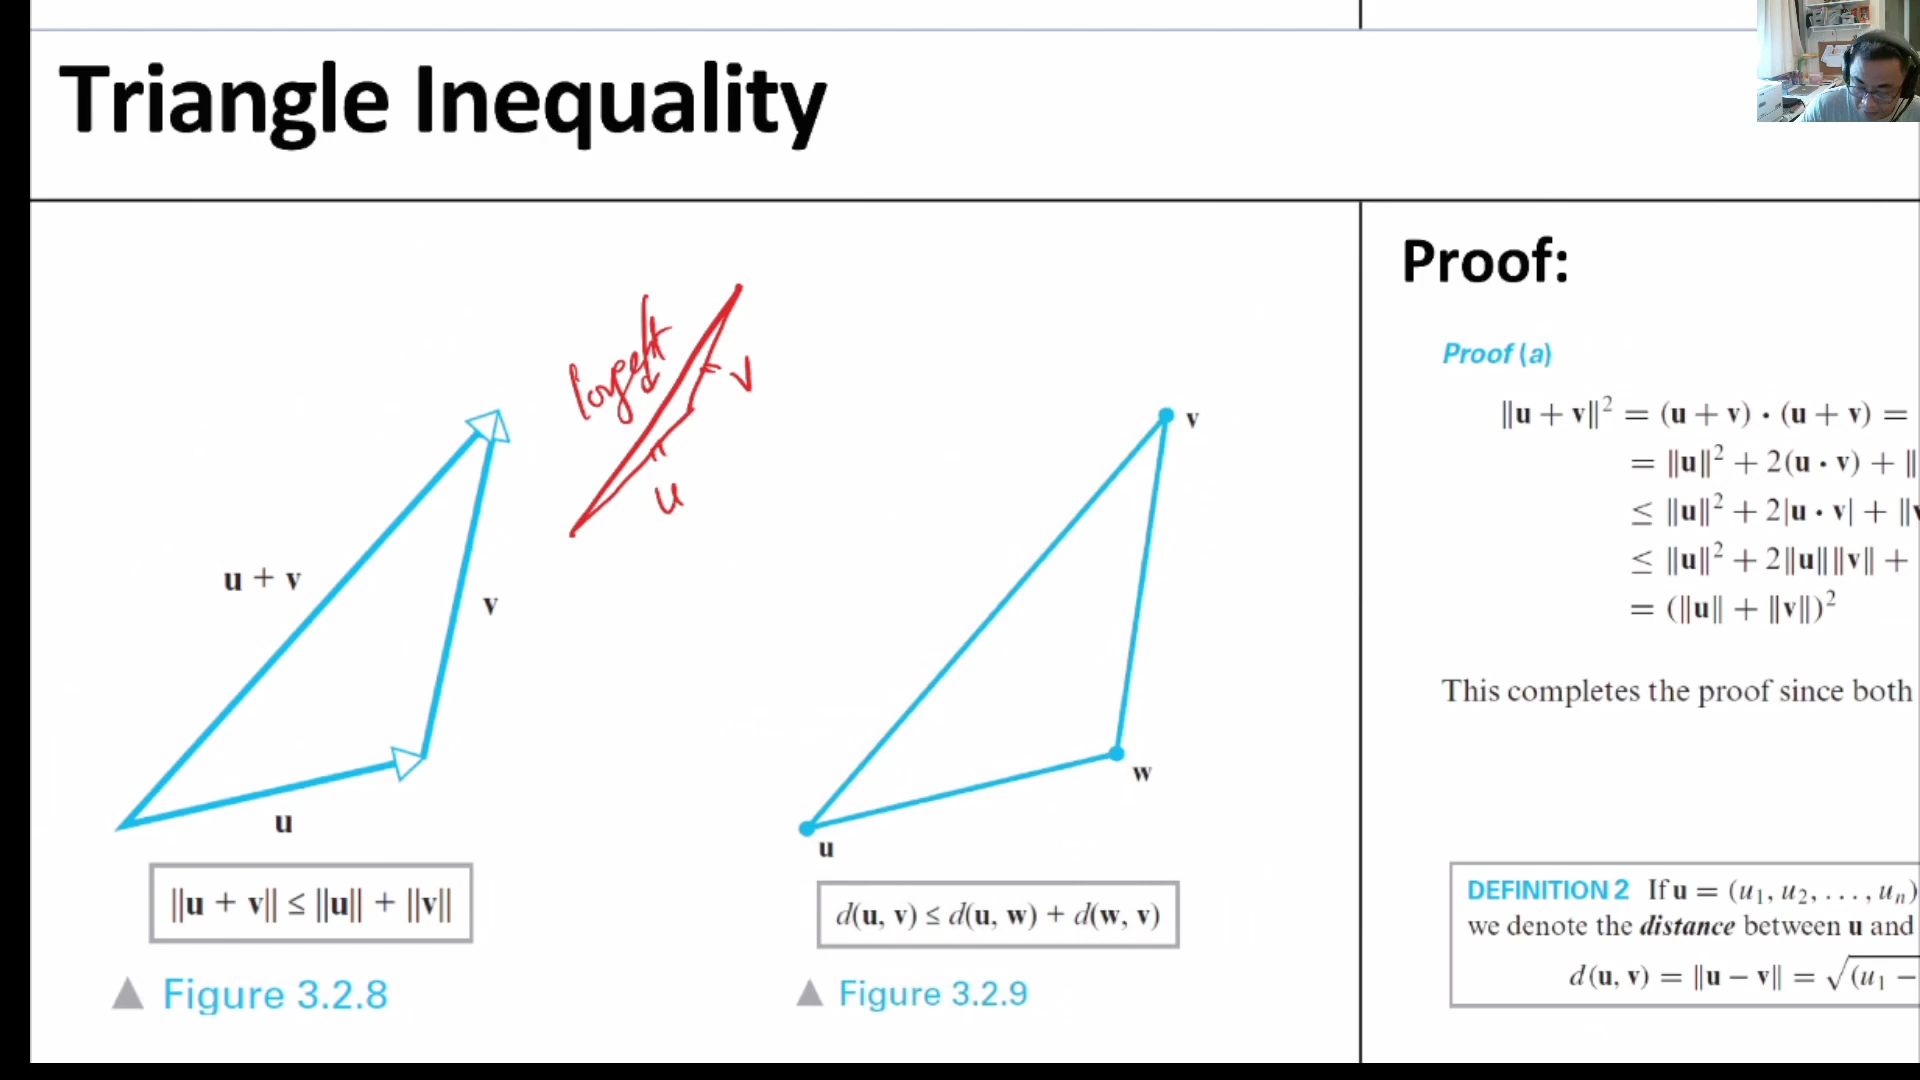 Triangle Inequality
longest
v
u
u + v
v
u
‖u + v‖ ≤ ‖u‖ + ‖v‖
▲ Figure 3.2.8
v
w
u
d(u, v) ≤ d(u, w) + d(w, v)
▲ Figure 3.2.9
Proof:
Proof (a)
‖u + v‖² = (u + v) · (u + v) =
= ‖u‖² + 2(u · v) + ‖
≤ ‖u‖² + 2|u · v| + ‖v
≤ ‖u‖² + 2‖u‖‖v‖ +
= (‖u‖ + ‖v‖)²
This completes the proof since both
DEFINITION 2 If u = (u₁, u₂, . . . , uₙ)
we denote the distance between u and
d(u, v) = ‖u − v‖ = √(u₁ −